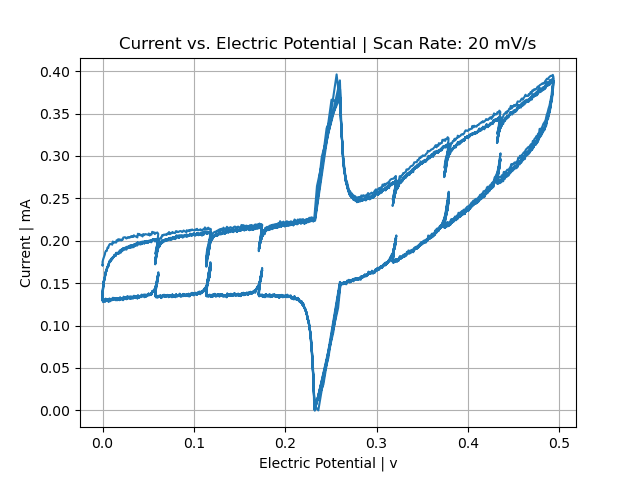 Current vs. Electric Potential | Scan Rate: 20 mV/s
0.40
0.35
0.30
0.25
0.20
0.15
0.10
0.05
0.00
Current | mA
0.0 0.1 0.2 0.3 0.4 0.5
Electric Potential | v